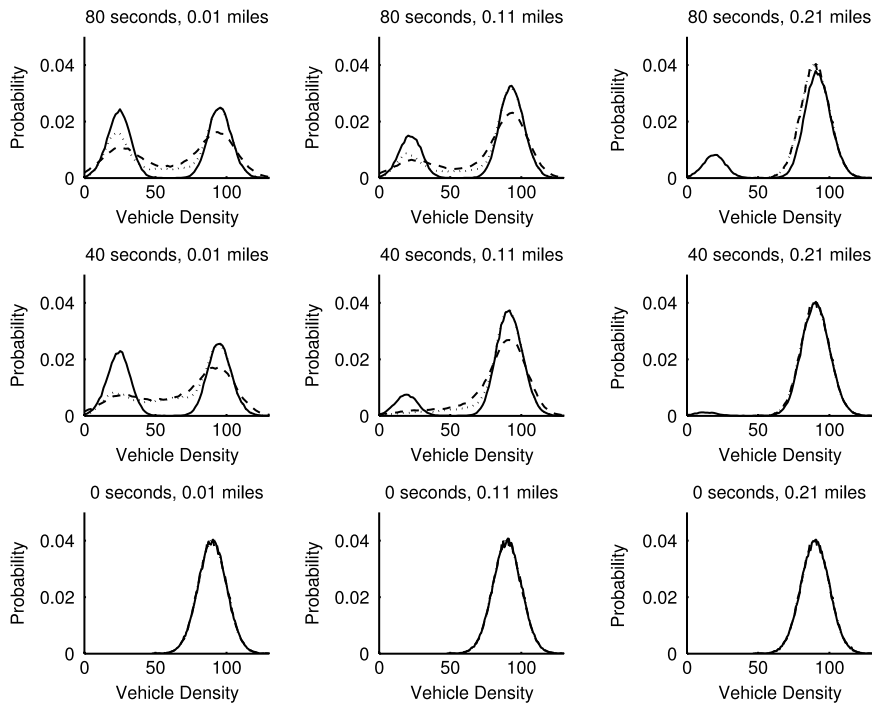 80 seconds, 0.01 miles
80 seconds, 0.11 miles
80 seconds, 0.21 miles
Probability
0.04
0.02
0
0 50 100
Vehicle Density
Probability
0.04
0.02
0
0 50 100
Vehicle Density
Probability
0.04
0.02
0
0 50 100
Vehicle Density
40 seconds, 0.01 miles
40 seconds, 0.11 miles
40 seconds, 0.21 miles
Probability
0.04
0.02
0
0 50 100
Vehicle Density
Probability
0.04
0.02
0
0 50 100
Vehicle Density
Probability
0.04
0.02
0
0 50 100
Vehicle Density
0 seconds, 0.01 miles
0 seconds, 0.11 miles
0 seconds, 0.21 miles
Probability
0.04
0.02
0
0 50 100
Vehicle Density
Probability
0.04
0.02
0
0 50 100
Vehicle Density
Probability
0.04
0.02
0
0 50 100
Vehicle Density